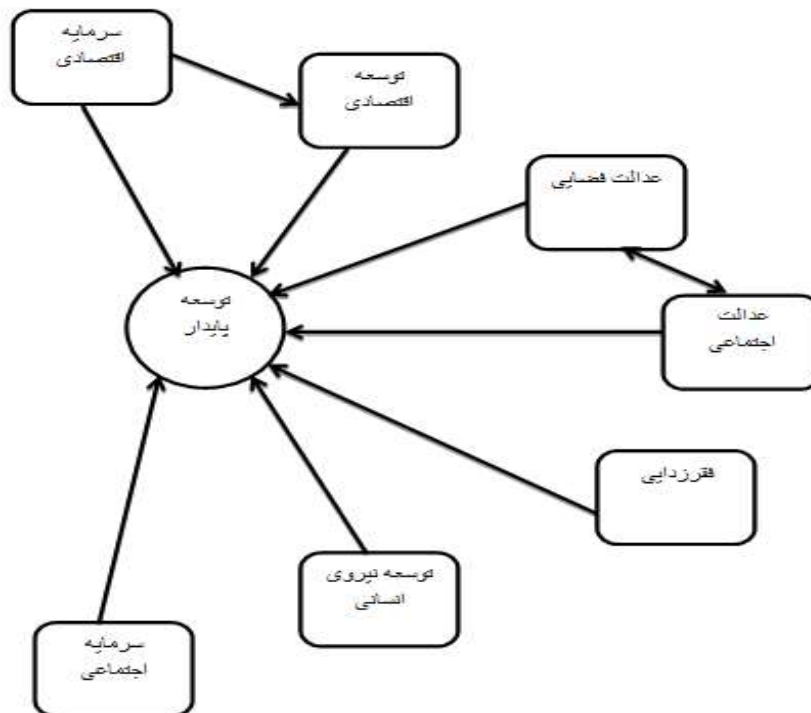 سرمایه
اقتصادی
توسعه
اقتصادی
عدالت فضایی
توسعه
پایدار
عدالت
اجتماعی
فقرزدایی
توسعه نیروی
انسانی
سرمایه
اجتماعی